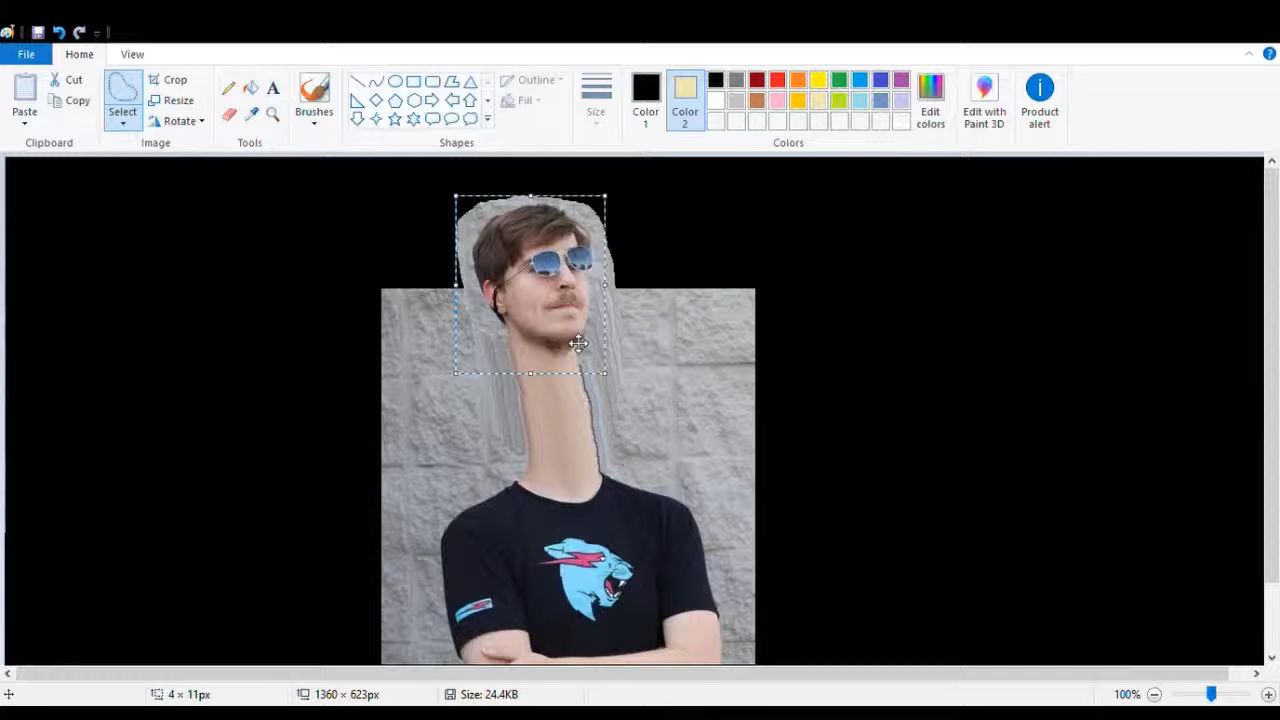 File Home View
Paste Cut Copy
Clipboard
Select Crop Resize Rotate
Image
A
Tools
Brushes
Outline Fill
Shapes
Size
Color 1
Color 2
Edit colors
Colors
Edit with Paint 3D
Product alert
4 × 11px 1360 × 623px Size: 24.4KB 100%